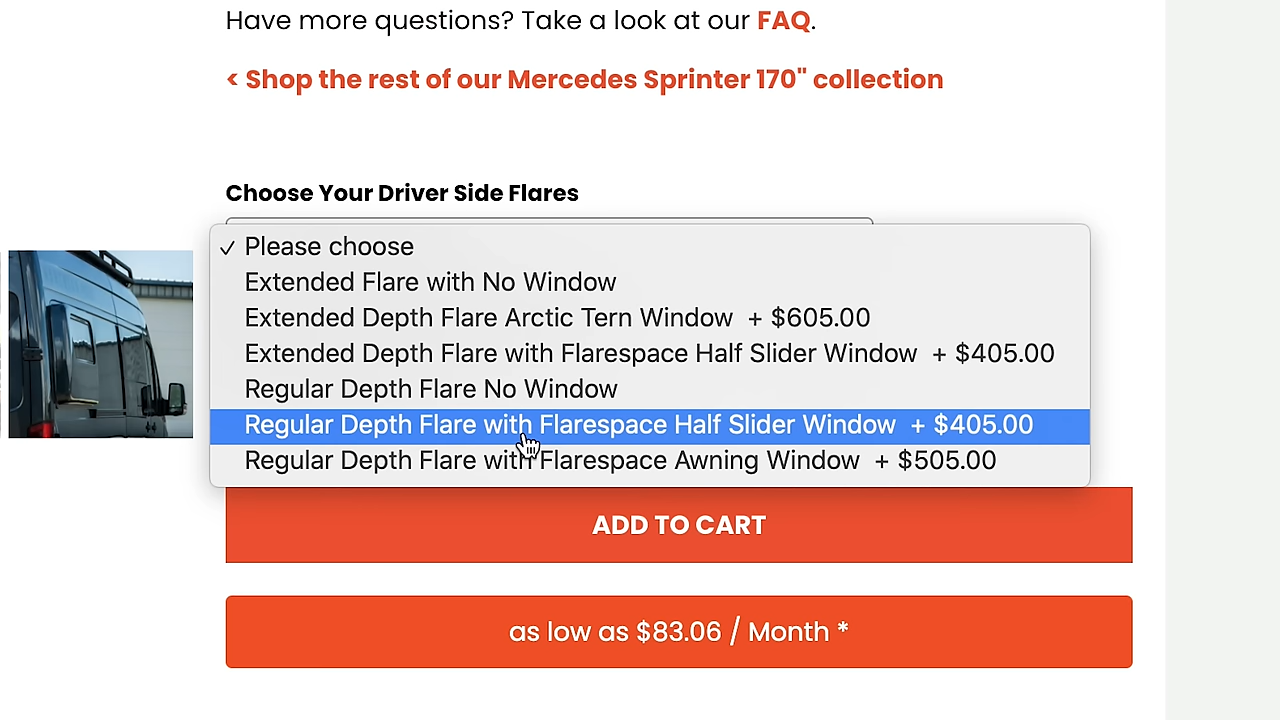 Have more questions? Take a look at our FAQ.
< Shop the rest of our Mercedes Sprinter 170" collection
Choose Your Driver Side Flares
✓ Please choose
Extended Flare with No Window
Extended Depth Flare Arctic Tern Window + $605.00
Extended Depth Flare with Flarespace Half Slider Window + $405.00
Regular Depth Flare No Window
Regular Depth Flare with Flarespace Half Slider Window + $405.00
Regular Depth Flare with Flarespace Awning Window + $505.00
ADD TO CART
as low as $83.06 / Month *